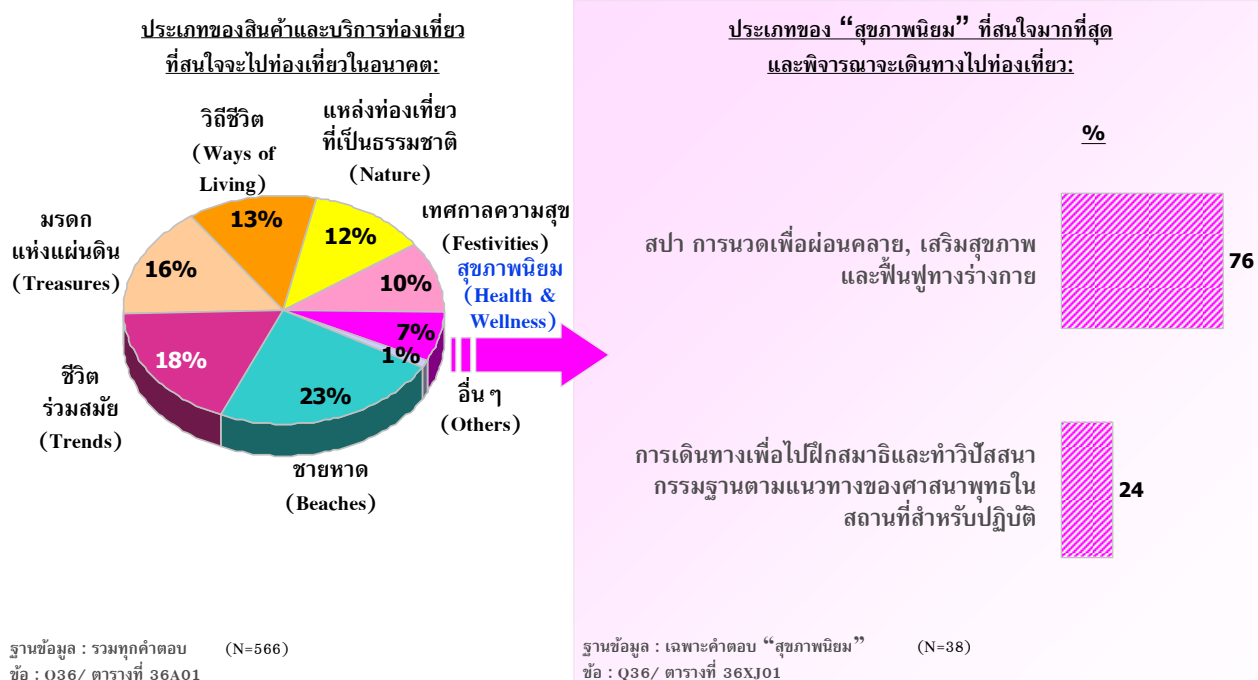 ประเภทของสินค้าและบริการท่องเที่ยว
ที่สนใจจะไปท่องเที่ยวในอนาคต:
วิถีชีวิต
(Ways of
Living)
แหล่งท่องเที่ยว
ที่เป็นธรรมชาติ
(Nature)
มรดก
แห่งแผ่นดิน
(Treasures)
เทศกาลความสุข
(Festivities)
สุขภาพนิยม
(Health &
Wellness)
13%
12%
16%
10%
7%
1%
18%
23%
ชีวิต
ร่วมสมัย
(Trends)
อื่น ๆ
(Others)
ชายหาด
(Beaches)
ฐานข้อมูล : รวมทุกคำตอบ (N=566)
ข้อ : Q36/ ตารางที่ 36A01
ประเภทของ “สุขภาพนิยม” ที่สนใจมากที่สุด
และพิจารณาจะเดินทางไปท่องเที่ยว:
%
สปา การนวดเพื่อผ่อนคลาย, เสริมสุขภาพ
และฟื้นฟูทางร่างกาย
76
การเดินทางเพื่อไปฝึกสมาธิและทำวิปัสสนา
กรรมฐานตามแนวทางของศาสนาพุทธใน
สถานที่สำหรับปฏิบัติ
24
ฐานข้อมูล : เฉพาะคำตอบ “สุขภาพนิยม” (N=38)
ข้อ : Q36/ ตารางที่ 36XJ01